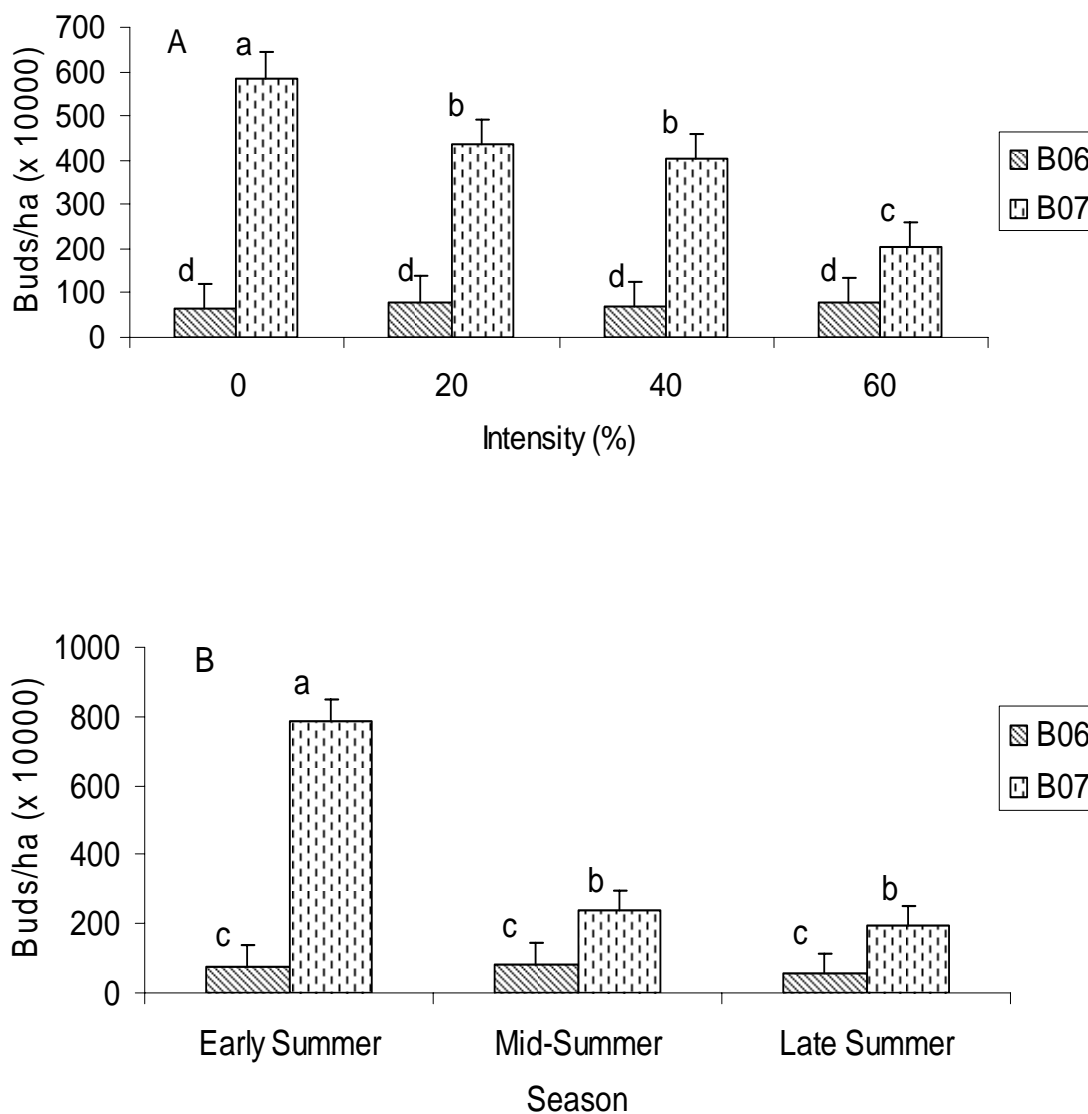 A
Buds/ha (x 10000)
700
600
500
400
300
200
100
0
a
b
b
c
d
d
d
d
0 20 40 60
Intensity (%)
B06
B07
B
Buds/ha (x 10000)
1000
800
600
400
200
0
a
b
b
c
c
c
Early Summer Mid-Summer Late Summer
Season
B06
B07